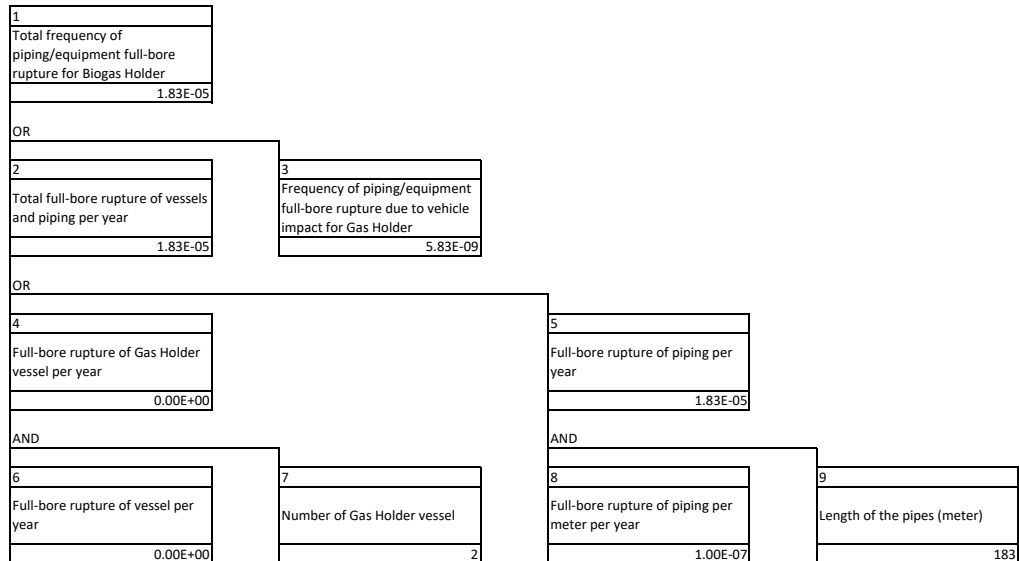 1
Total frequency of
piping/equipment full-bore
rupture for Biogas Holder
1.83E-05
OR
2
Total full-bore rupture of vessels
and piping per year
1.83E-05
3
Frequency of piping/equipment
full-bore rupture due to vehicle
impact for Gas Holder
5.83E-09
OR
4
Full-bore rupture of Gas Holder
vessel per year
0.00E+00
5
Full-bore rupture of piping per
year
1.83E-05
AND
AND
6
Full-bore rupture of vessel per
year
0.00E+00
7
Number of Gas Holder vessel
2
8
Full-bore rupture of piping per
meter per year
1.00E-07
9
Length of the pipes (meter)
183